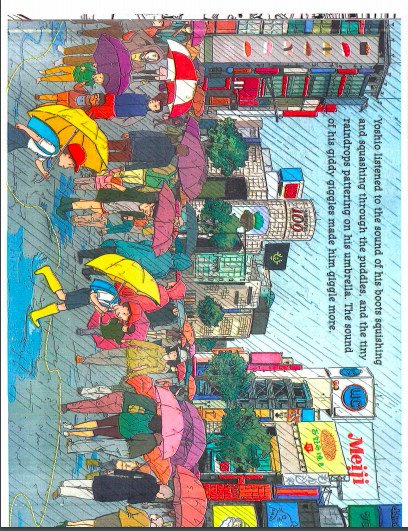 Yoshio listened to the sound of his boots squishing
and squashing through the puddles, and the tiny
raindrops pattering on his umbrella. The sound
of his giddy giggles made him giggle more.
100
Meiji